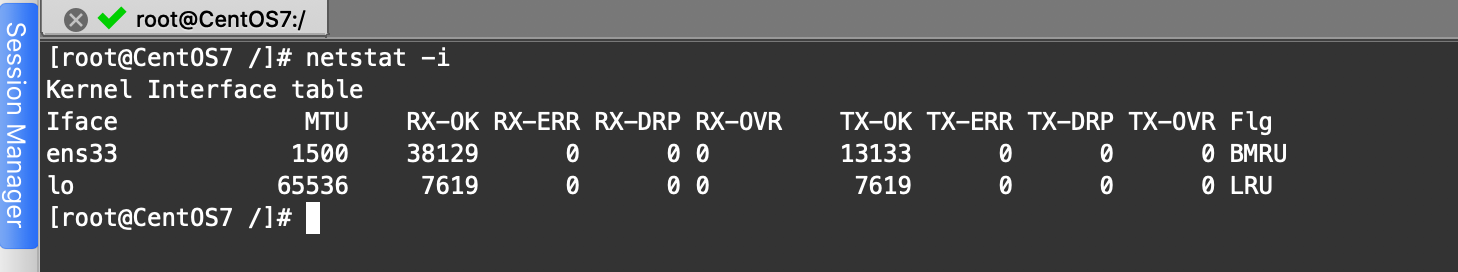 Session Manager
root@CentOS7:/
[root@CentOS7 /]# netstat -i
Kernel Interface table
Iface             MTU    RX-OK RX-ERR RX-DRP RX-OVR    TX-OK TX-ERR TX-DRP TX-OVR Flg
ens33            1500    38129      0      0 0         13133      0      0      0 BMRU
lo              65536     7619      0      0 0          7619      0      0      0 LRU
[root@CentOS7 /]#